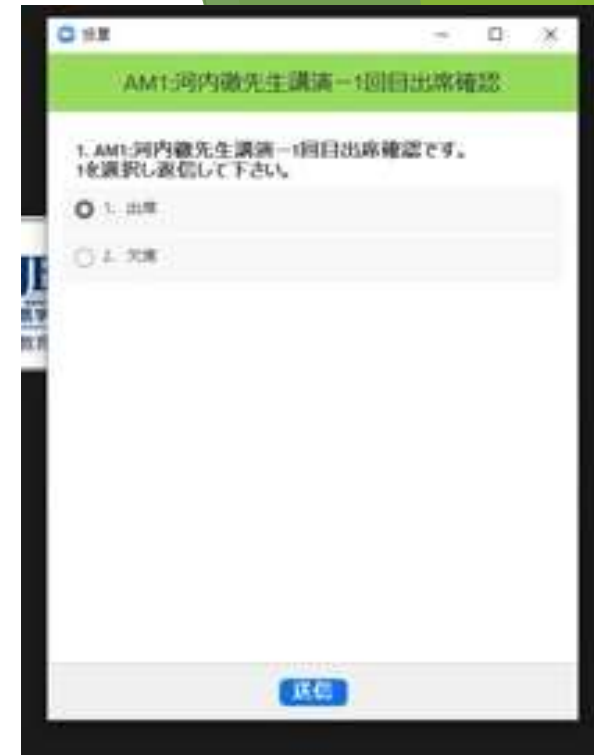 投票
AM1:河内徹先生講演－1回目出席確認
1. AM1:河内徹先生講演－1回目出席確認です。
1を選択し返信して下さい。
1. 出席
2. 欠席
送信